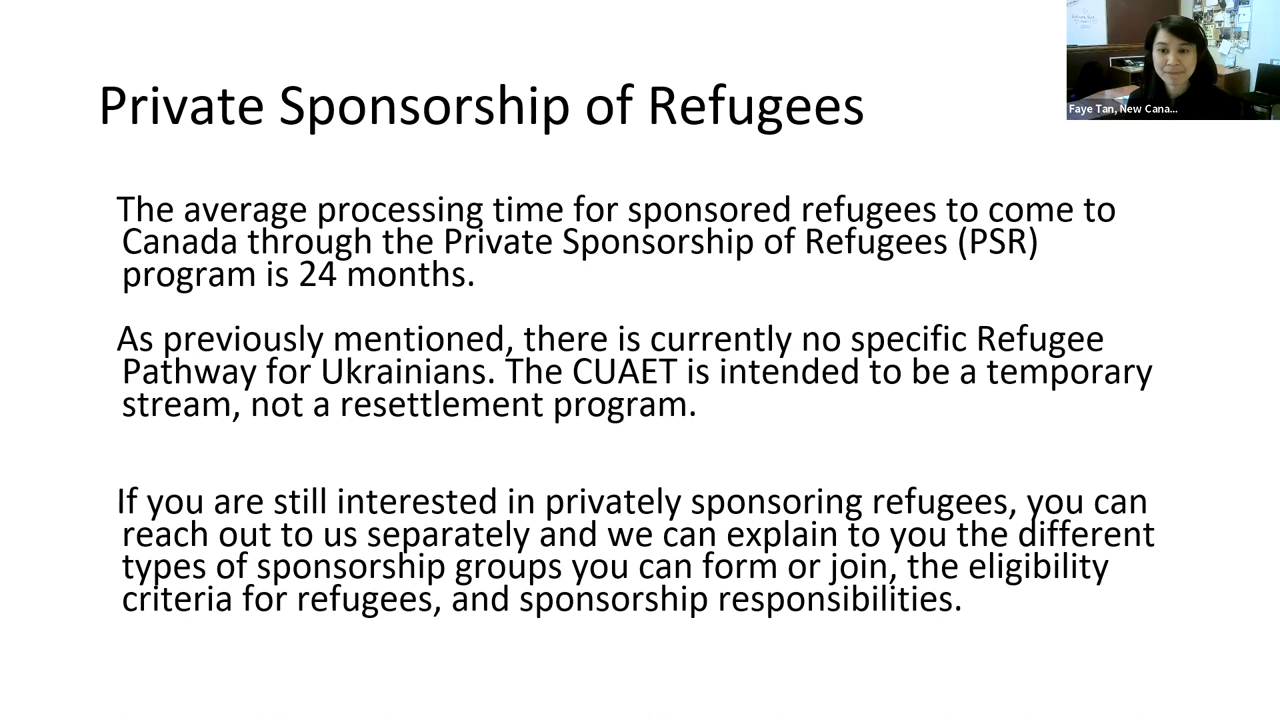 Private Sponsorship of Refugees
Faye Tan, New Cana...
The average processing time for sponsored refugees to come to
Canada through the Private Sponsorship of Refugees (PSR)
program is 24 months.
As previously mentioned, there is currently no specific Refugee
Pathway for Ukrainians. The CUAET is intended to be a temporary
stream, not a resettlement program.
If you are still interested in privately sponsoring refugees, you can
reach out to us separately and we can explain to you the different
types of sponsorship groups you can form or join, the eligibility
criteria for refugees, and sponsorship responsibilities.